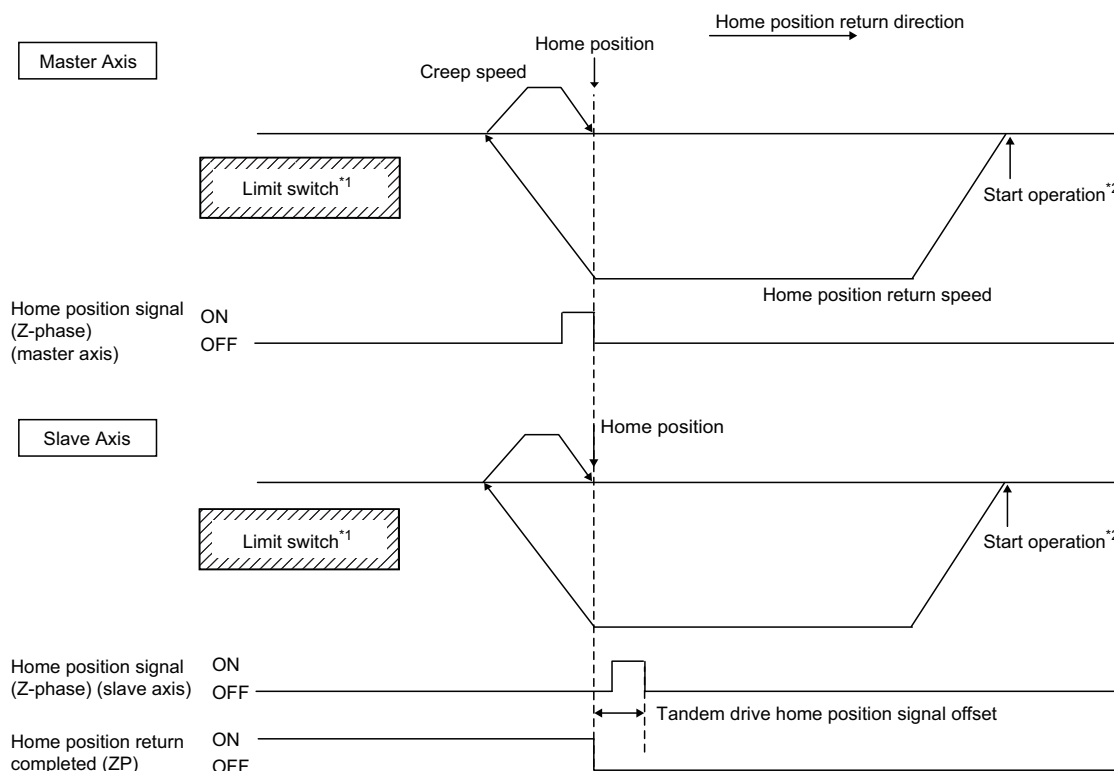 Home position return direction
Home position
Master Axis
Creep speed
Limit switch*1
Start operation*2
Home position return speed
Home position signal
(Z-phase)
(master axis)
ON
OFF
Slave Axis
Home position
Limit switch*1
Start operation*2
Home position signal
(Z-phase) (slave axis)
ON
OFF
Tandem drive home position signal offset
Home position return
completed (ZP)
ON
OFF